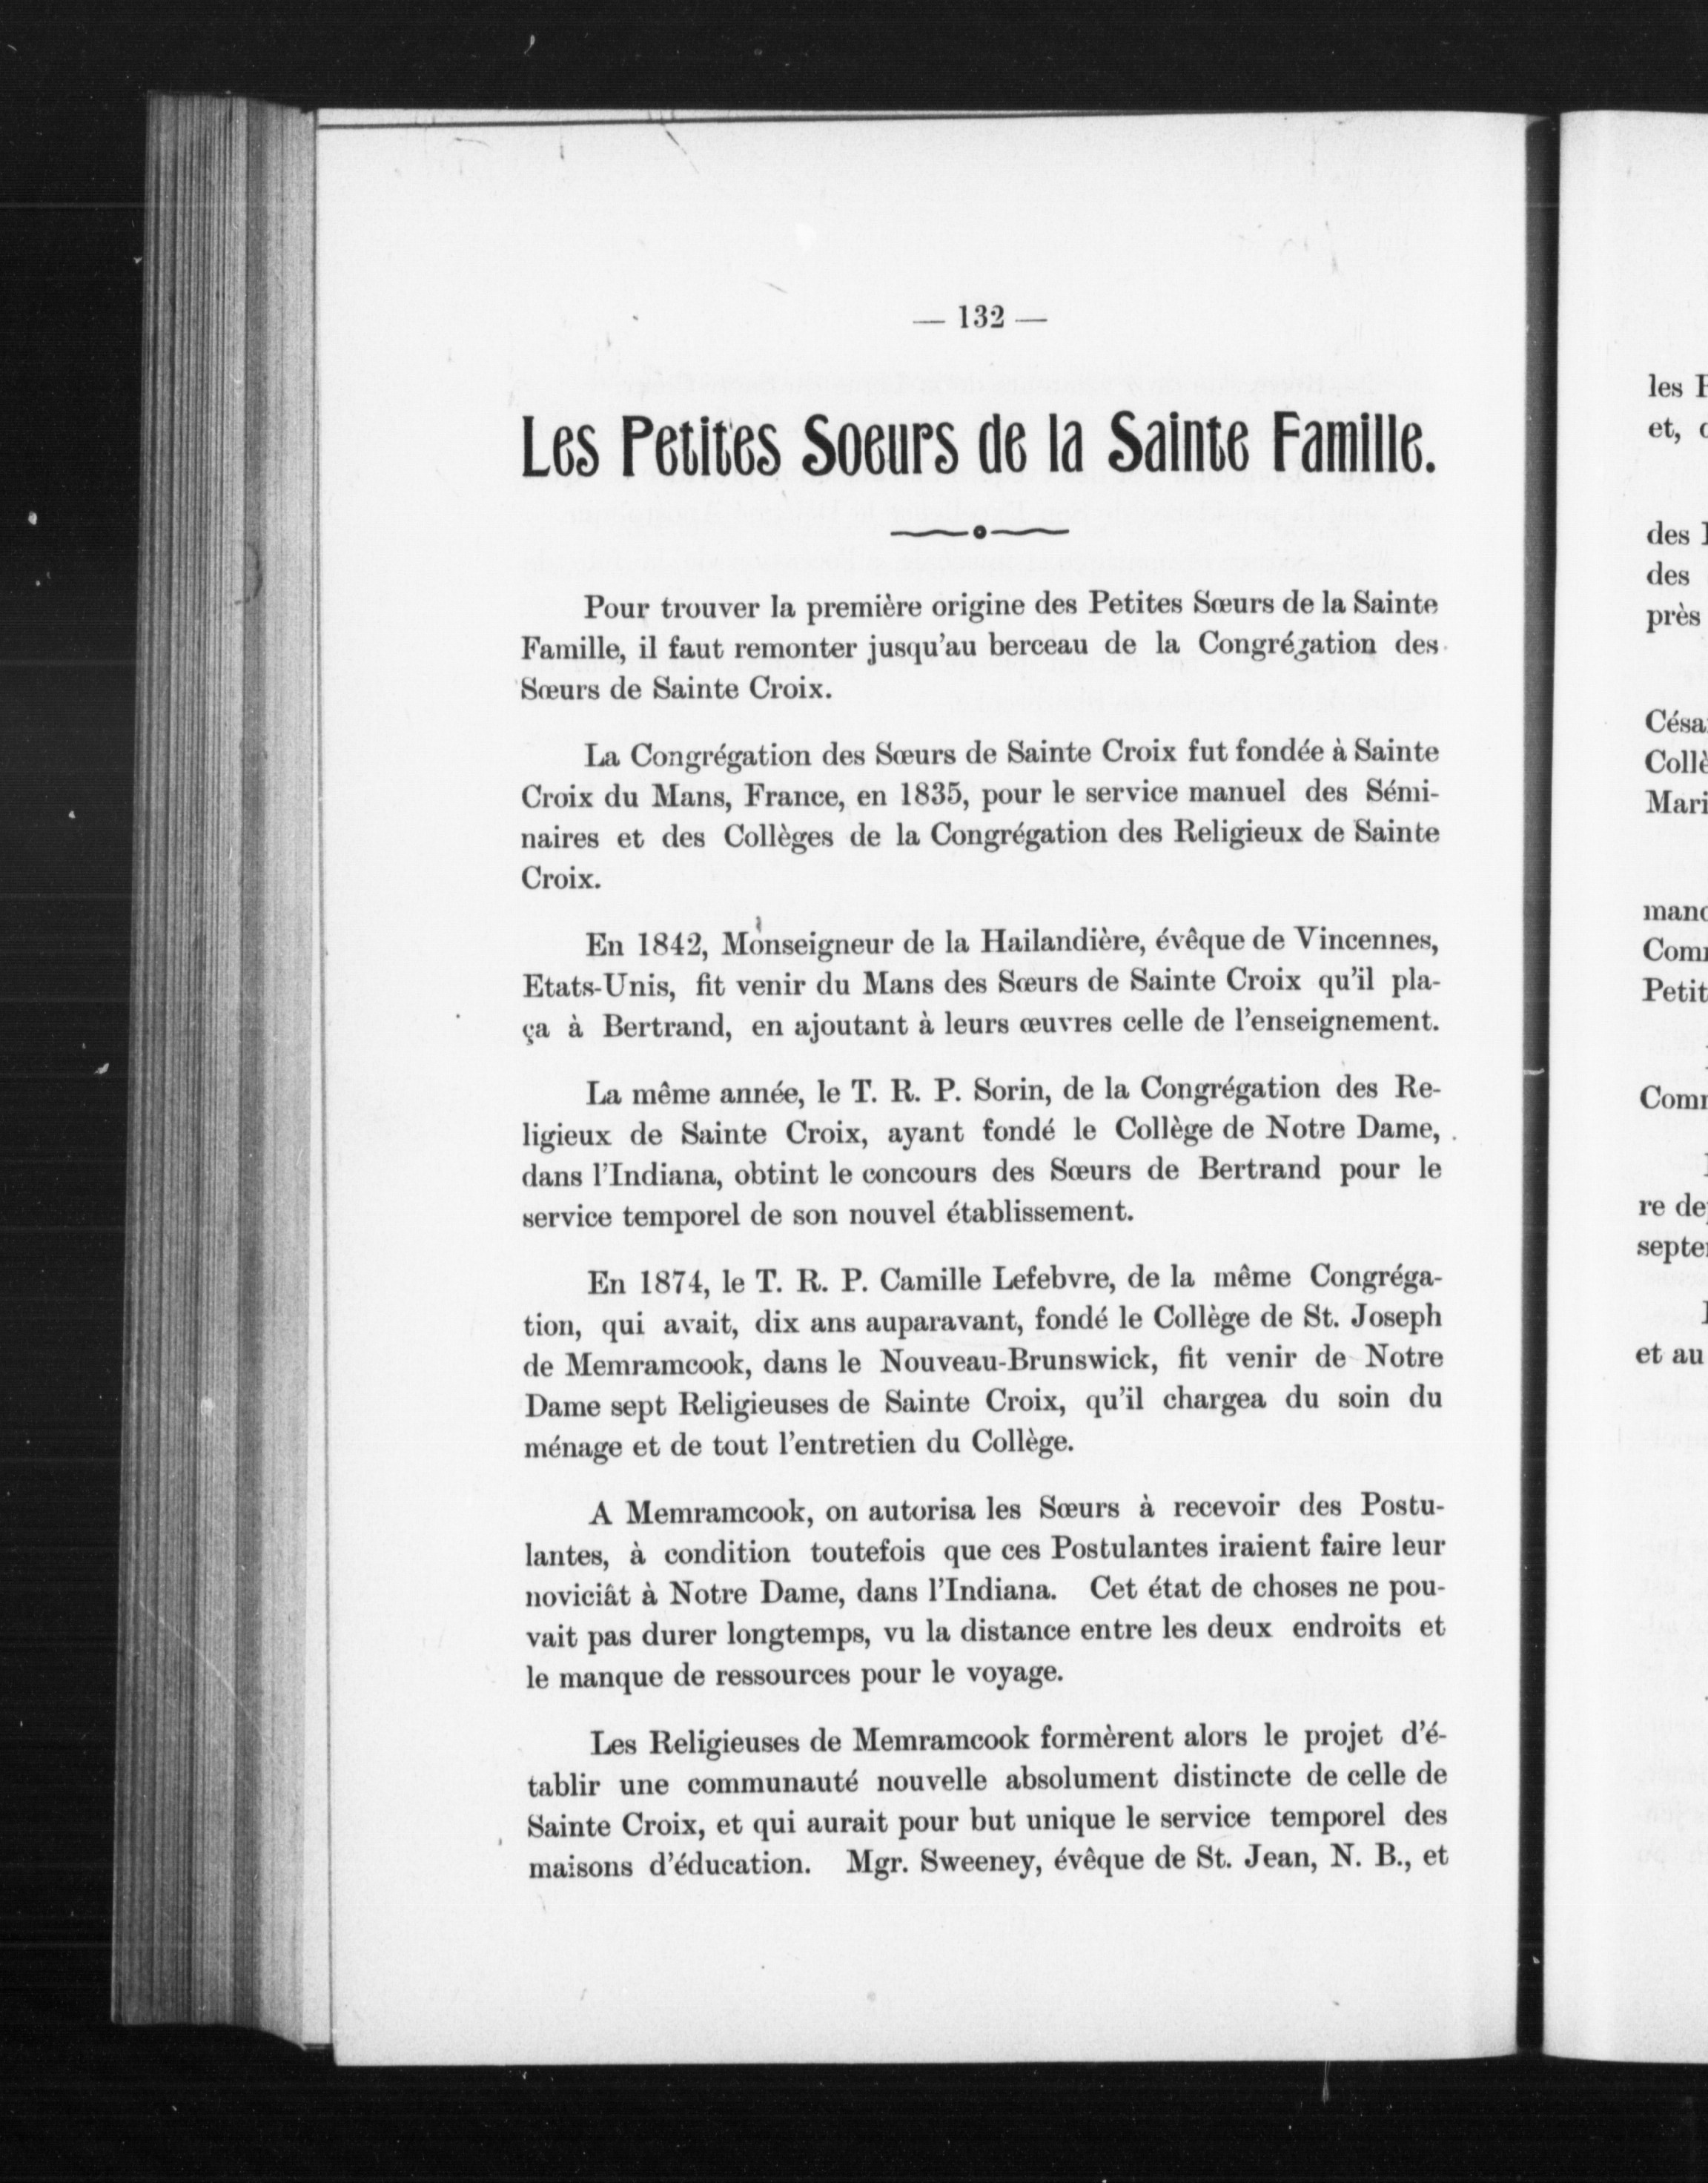 — 132 —
Les Petites Soeurs de la Sainte Famille.
Pour trouver la première origine des Petites Sœurs de la Sainte
Famille, il faut remonter jusqu'au berceau de la Congrégation des
Sœurs de Sainte Croix.
La Congrégation des Sœurs de Sainte Croix fut fondée à Sainte
Croix du Mans, France, en 1835, pour le service manuel des Sémi-
naires et des Collèges de la Congrégation des Religieux de Sainte
Croix.
En 1842, Monseigneur de la Hailandière, évêque de Vincennes,
Etats-Unis, fit venir du Mans des Sœurs de Sainte Croix qu'il pla-
ça à Bertrand, en ajoutant à leurs œuvres celle de l'enseignement.
La même année, le T. R. P. Sorin, de la Congrégation des Re-
ligieux de Sainte Croix, ayant fondé le Collège de Notre Dame,
dans l'Indiana, obtint le concours des Sœurs de Bertrand pour le
service temporel de son nouvel établissement.
En 1874, le T. R. P. Camille Lefebvre, de la même Congréga-
tion, qui avait, dix ans auparavant, fondé le Collège de St. Joseph
de Memramcook, dans le Nouveau-Brunswick, fit venir de Notre
Dame sept Religieuses de Sainte Croix, qu'il chargea du soin du
ménage et de tout l'entretien du Collège.
A Memramcook, on autorisa les Sœurs à recevoir des Postu-
lantes, à condition toutefois que ces Postulantes iraient faire leur
noviciât à Notre Dame, dans l'Indiana. Cet état de choses ne pou-
vait pas durer longtemps, vu la distance entre les deux endroits et
le manque de ressources pour le voyage.
Les Religieuses de Memramcook formèrent alors le projet d'é-
tablir une communauté nouvelle absolument distincte de celle de
Sainte Croix, et qui aurait pour but unique le service temporel des
maisons d'éducation. Mgr. Sweeney, évêque de St. Jean, N. B., et
les
et,
des
des
près
re
et au